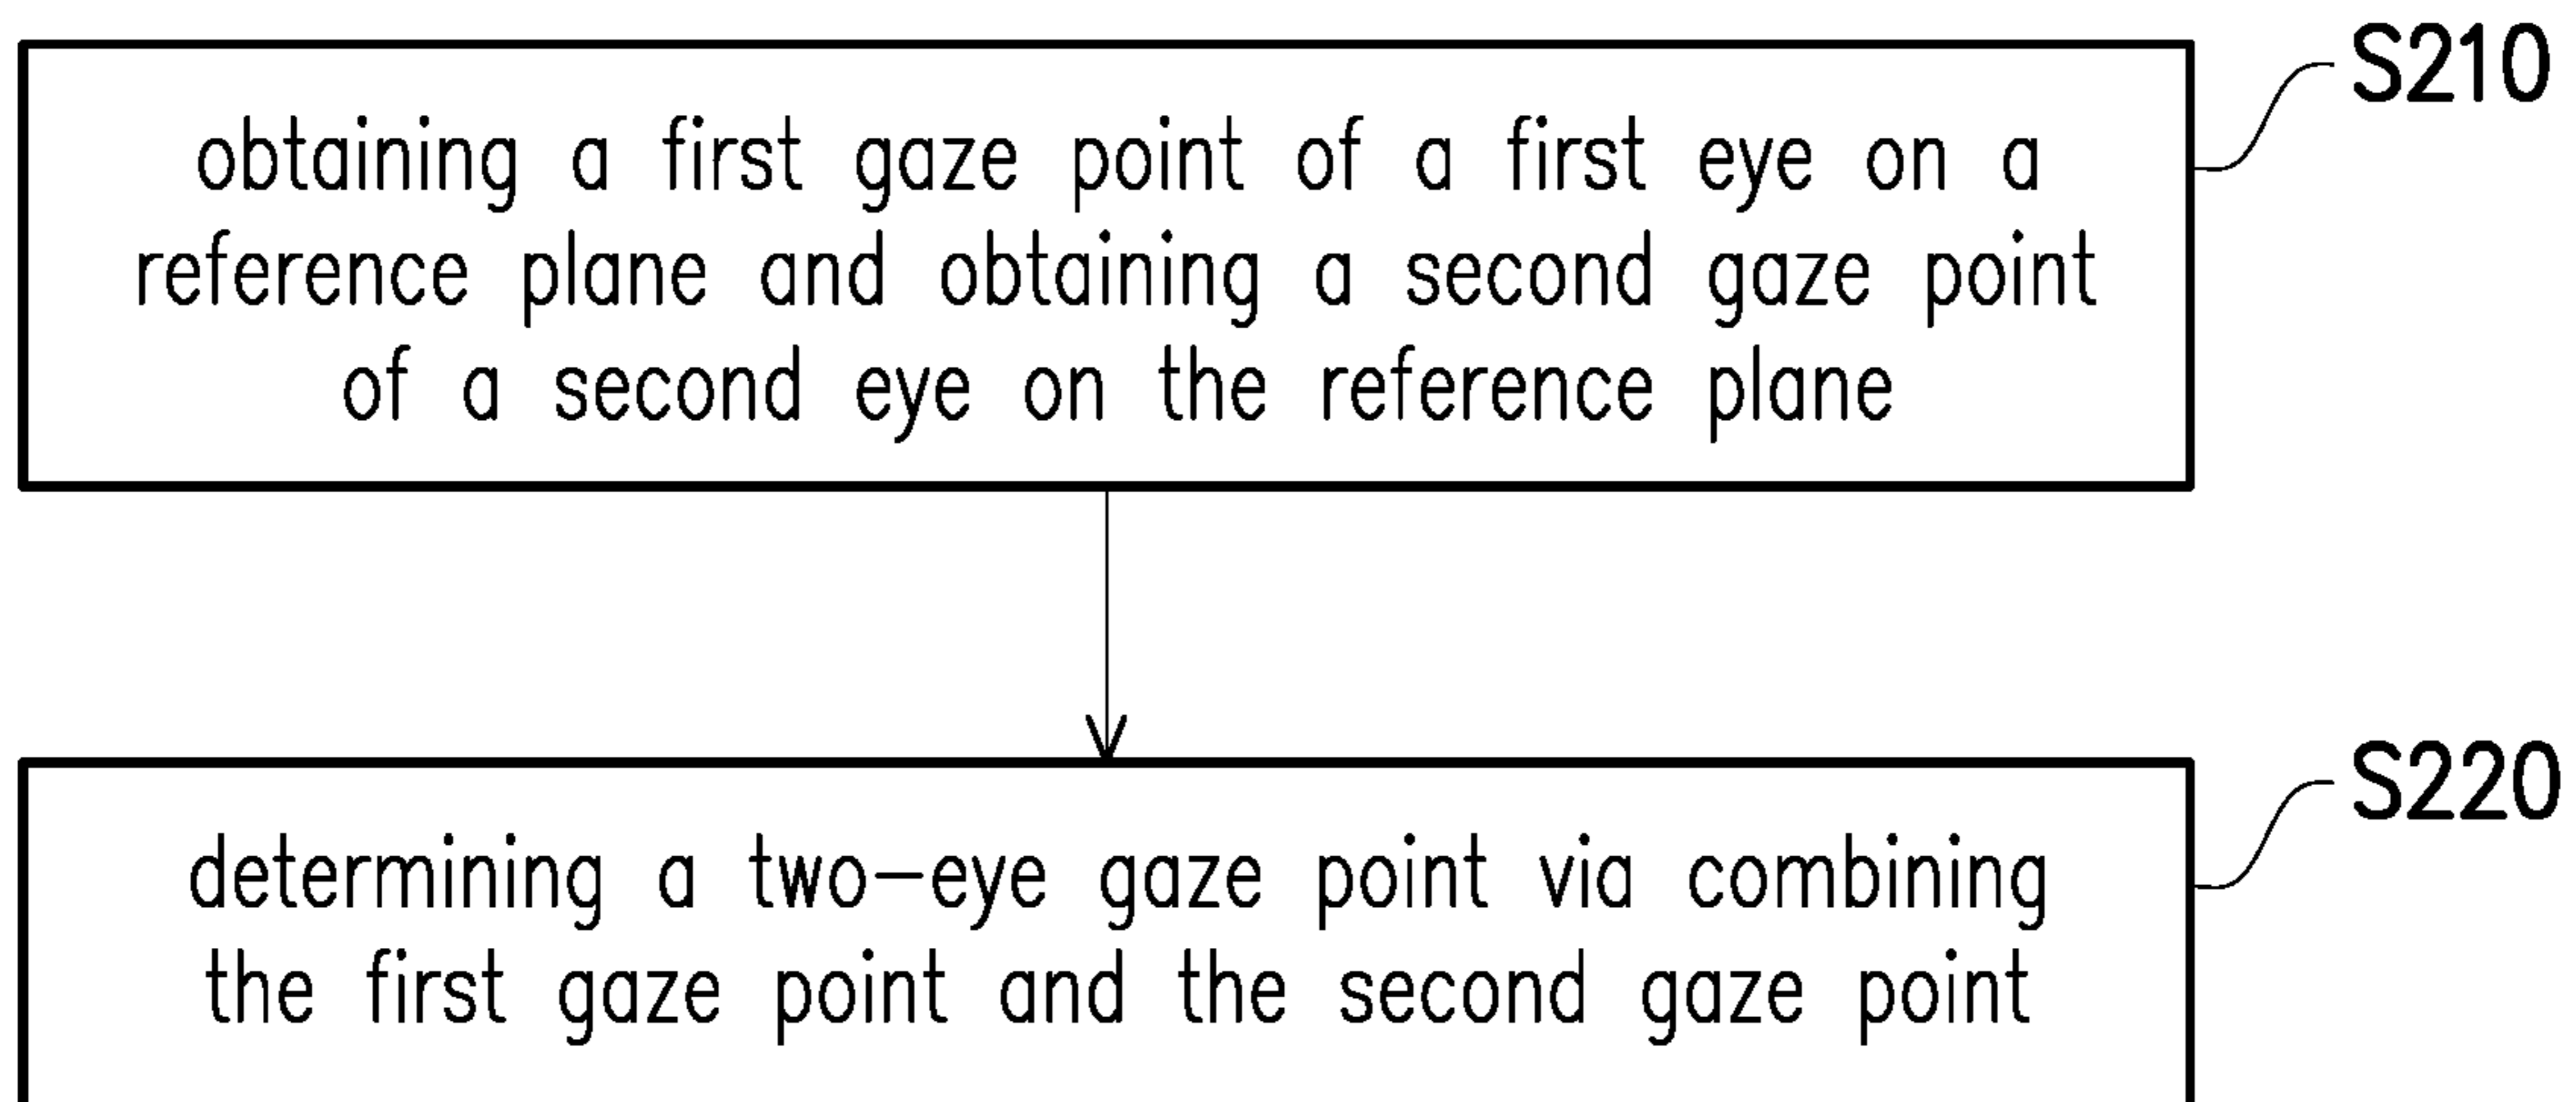 S210
obtaining a first gaze point of a first eye on a
reference plane and obtaining a second gaze point
of a second eye on the reference plane
S220
determining a two-eye gaze point via combining
the first gaze point and the second gaze point